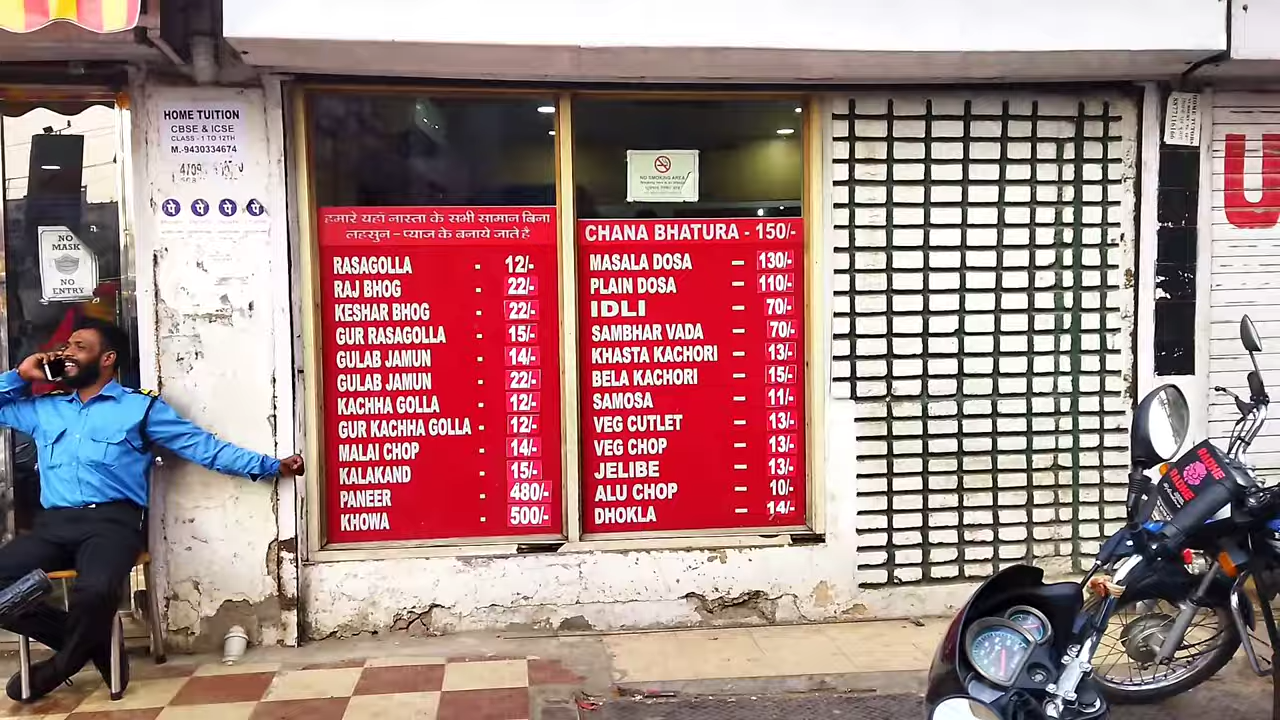 HOME TUITION
CBSE & ICSE
CLASS - 1 TO 12TH
M.-9430334674
पे पे पे पे
NO
MASK
NO
ENTRY
हमारे यहाँ नास्ता के सभी सामान बिना
लहसुन - प्याज के बनाये जाते है
RASAGOLLA - 12/-
RAJ BHOG - 22/-
KESHAR BHOG - 22/-
GUR RASAGOLLA - 15/-
GULAB JAMUN - 14/-
GULAB JAMUN - 22/-
KACHHA GOLLA - 12/-
GUR KACHHA GOLLA - 12/-
MALAI CHOP - 14/-
KALAKAND - 15/-
PANEER - 480/-
KHOWA - 500/-
NO SMOKING AREA
CHANA BHATURA - 150/-
MASALA DOSA - 130/-
PLAIN DOSA - 110/-
IDLI - 70/-
SAMBHAR VADA - 70/-
KHASTA KACHORI - 13/-
BELA KACHORI - 15/-
SAMOSA - 11/-
VEG CUTLET - 13/-
VEG CHOP - 13/-
JELIBE - 13/-
ALU CHOP - 10/-
DHOKLA - 14/-
HOME TUTION
U
RADHE
RADHE